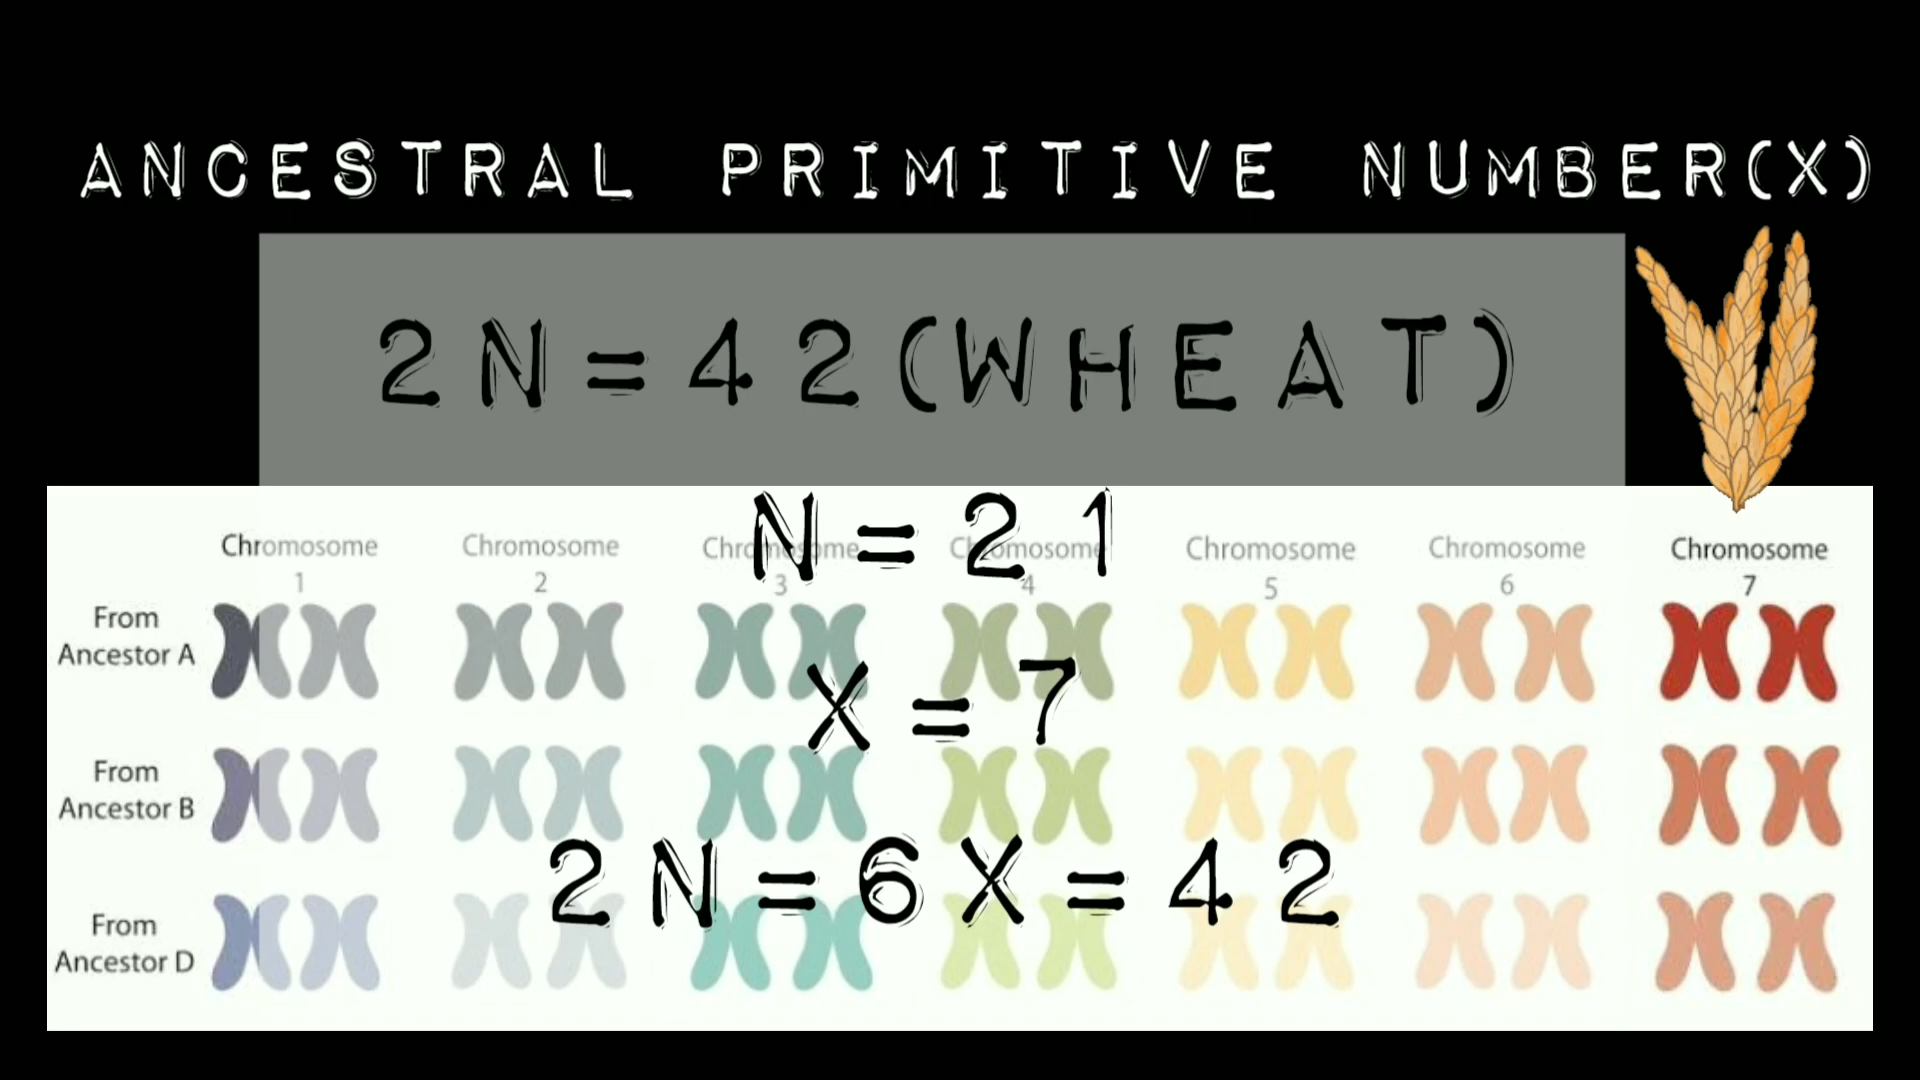 ANCESTRAL PRIMITIVE NUMBER(X)
2N=42(WHEAT)
N=21
Chromosome 1
Chromosome 2
Chromosome 3
Chromosome 4
Chromosome 5
Chromosome 6
Chromosome 7
From
Ancestor A
X=7
From
Ancestor B
2N=6X=42
From
Ancestor D